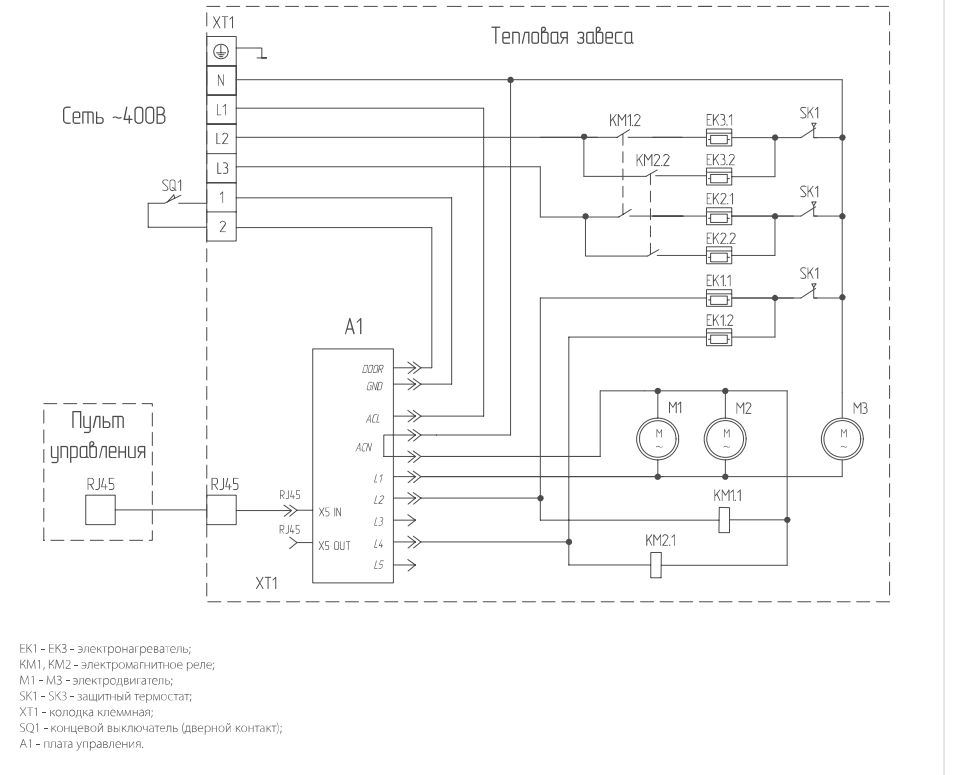 XT1
Тепловая завеса
N
Сеть ~400В
L1
L2
L3
1
2
SQ1
KM1.2
EK3.1
SK1
KM2.2
EK3.2
EK2.1
SK1
EK2.2
EK1.1
SK1
EK1.2
A1
DOOR
GND
ACL
ACN
L1
L2
L3
L4
L5
X5 IN
X5 OUT
RJ45
RJ45
Пульт
управления
RJ45
RJ45
XT1
M1
M
~
M2
M
~
M3
M
~
KM1.1
KM2.1
EK1 - EK3 - электронагреватель;
KM1, KM2 - электромагнитное реле;
M1 - M3 - электродвигатель;
SK1 - SK3 - защитный термостат;
XT1 - колодка клеммная;
SQ1 - концевой выключатель (дверной контакт);
A1 - плата управления.